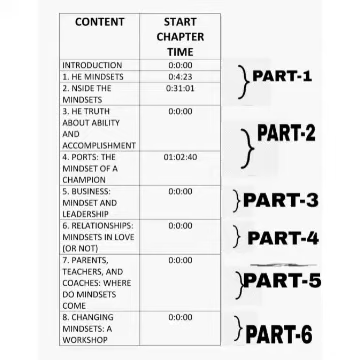 CONTENT START
CHAPTER
TIME
INTRODUCTION 0:0:00
1. HE MINDSETS 0:4:23
PART-1
2. NSIDE THE 0:31:01
MINDSETS
3. HE TRUTH 0:0:00
ABOUT ABILITY
AND
ACCOMPLISHMENT
PART-2
4. PORTS: THE 01:02:40
MINDSET OF A
CHAMPION
5. BUSINESS: 0:0:00
MINDSET AND
LEADERSHIP
PART-3
6. RELATIONSHIPS: 0:0:00
MINDSETS IN LOVE
(OR NOT)
PART-4
7. PARENTS, 0:0:00
TEACHERS, AND
COACHES: WHERE
DO MINDSETS
COME
PART-5
8. CHANGING 0:0:00
MINDSETS: A
WORKSHOP
PART-6